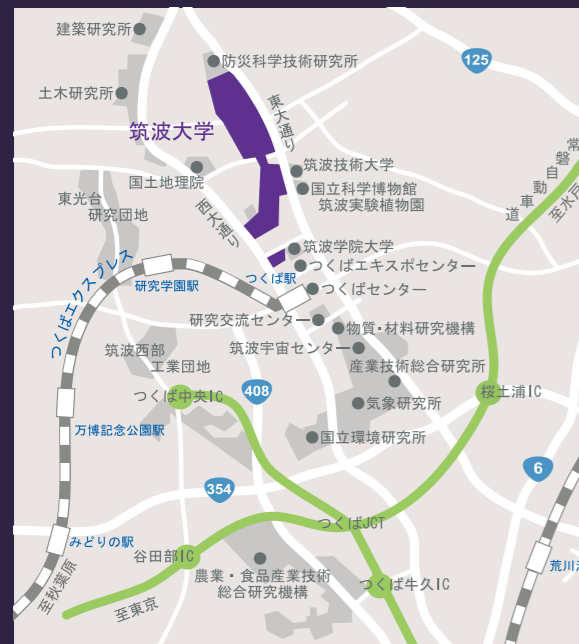 建築研究所
125
防災科学技術研究所
土木研究所
東大通り
筑波大学
常磐自動車道
至水戸
筑波技術大学
国土地理院
国立科学博物館
筑波実験植物園
東光台
研究団地
西大通り
筑波学院大学
つくばエキスポセンター
つくばエクスプレス
研究学園駅
つくば駅
つくばセンター
研究交流センター
物質・材料研究機構
筑波西部
工業団地
筑波宇宙センター
産業技術総合研究所
つくば中央IC
408
桜土浦IC
気象研究所
万博記念公園駅
国立環境研究所
6
354
つくばJCT
みどりの駅
谷田部IC
荒川沖
農業・食品産業技術
総合研究機構
つくば牛久IC
至秋葉原
至東京